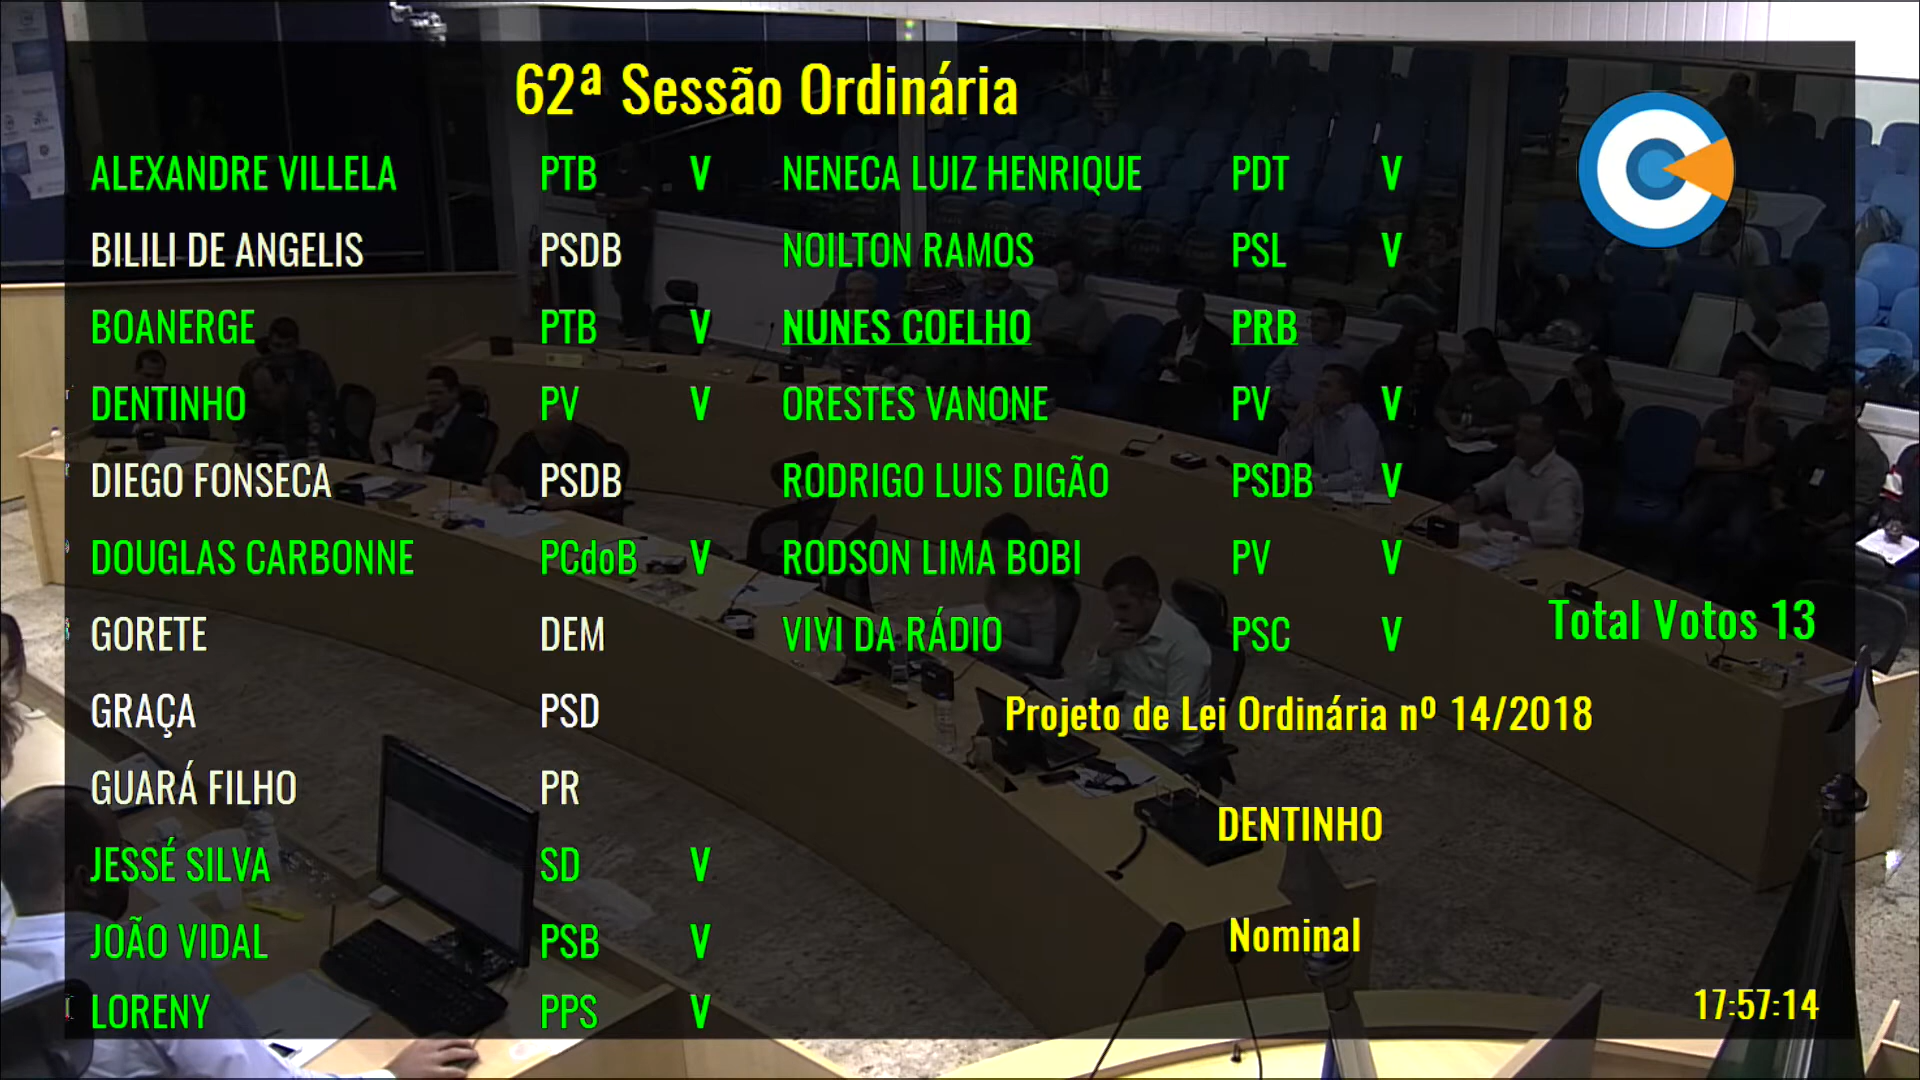 62ª Sessão Ordinária
ALEXANDRE VILLELA PTB V NENECA LUIZ HENRIQUE PDT V
BILILI DE ANGELIS PSDB NOILTON RAMOS PSL V
BOANERGE PTB V NUNES COELHO PRB
DENTINHO PV V ORESTES VANONE PV V
DIEGO FONSECA PSDB RODRIGO LUIS DIGÃO PSDB V
DOUGLAS CARBONNE PCdoB V RODSON LIMA BOBI PV V
GORETE DEM VIVI DA RÁDIO PSC V
Total Votos 13
GRAÇA PSD
Projeto de Lei Ordinária nº 14/2018
GUARÁ FILHO PR
DENTINHO
JESSÉ SILVA SD V
JOÃO VIDAL PSB V
Nominal
LORENY PPS V
17:57:14